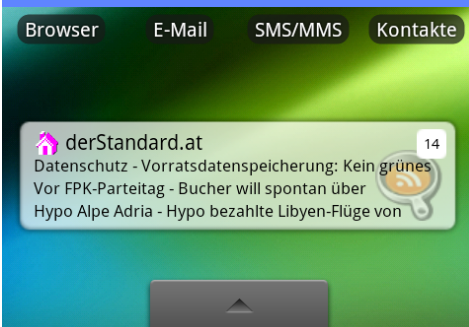 Browser E-Mail SMS/MMS Kontakte
derStandard.at 14
Datenschutz - Vorratsdatenspeicherung: Kein grünes
Vor FPK-Parteitag - Bucher will spontan über
Hypo Alpe Adria - Hypo bezahlte Libyen-Flüge von